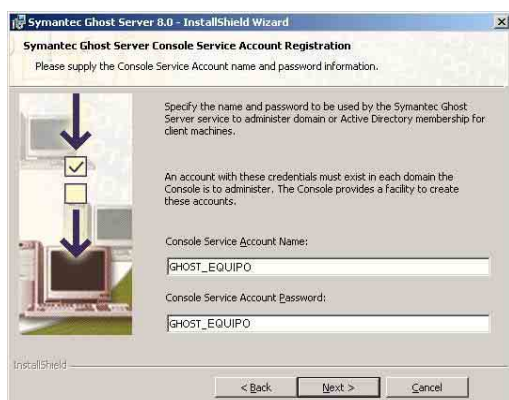 Symantec Ghost Server 8.0 - InstallShield Wizard
Symantec Ghost Server Console Service Account Registration
Please supply the Console Service Account name and password information.
Specify the name and password to be used by the Symantec Ghost
Server service to administer domain or Active Directory membership for
client machines.
An account with these credentials must exist in each domain the
Console is to administer. The Console provides a facility to create
these accounts.
Console Service Account Name:
GHOST_EQUIPO
Console Service Account Password:
GHOST_EQUIPO
InstallShield
< Back
Next >
Cancel